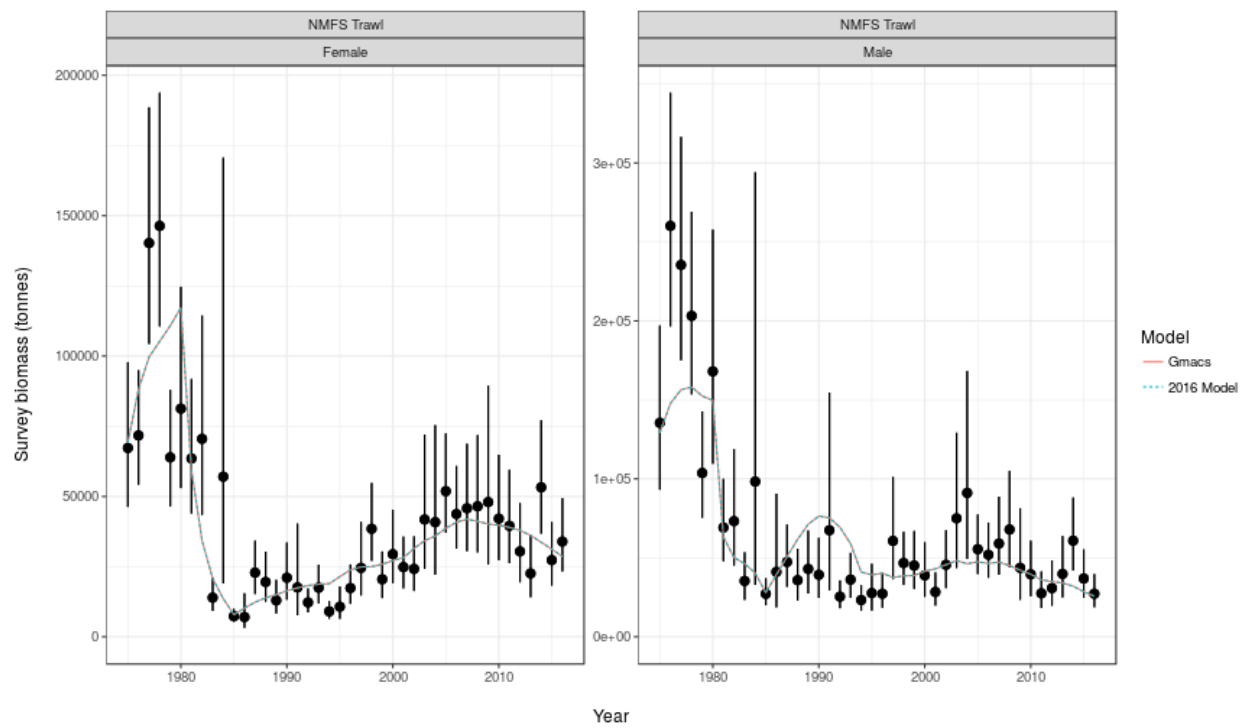 NMFS Trawl
Female
NMFS Trawl
Male
Survey biomass (tonnes)
200000
150000
100000
50000
0
3e+05
2e+05
1e+05
0e+00
1980
1990
2000
2010
1980
1990
2000
2010
Year
Model
Gmacs
2016 Model